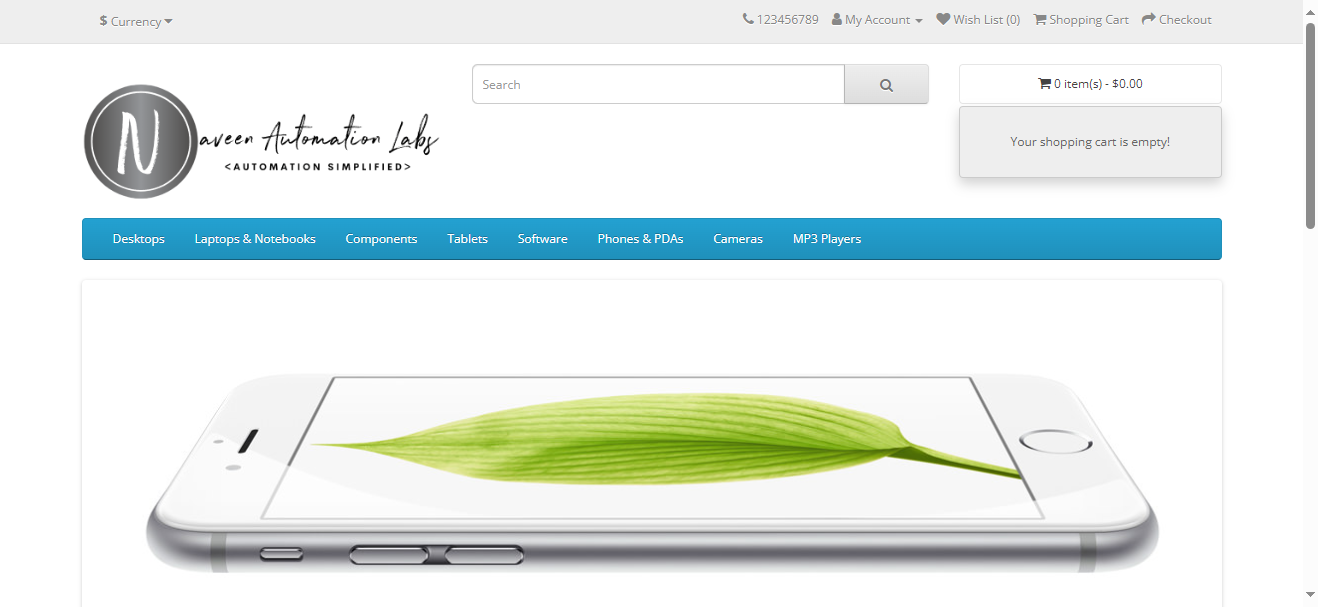 $ Currency
123456789 My Account Wish List (0) Shopping Cart Checkout
Naveen Automation Labs
<AUTOMATION SIMPLIFIED>
Search
0 item(s) - $0.00
Your shopping cart is empty!
Desktops Laptops & Notebooks Components Tablets Software Phones & PDAs Cameras MP3 Players